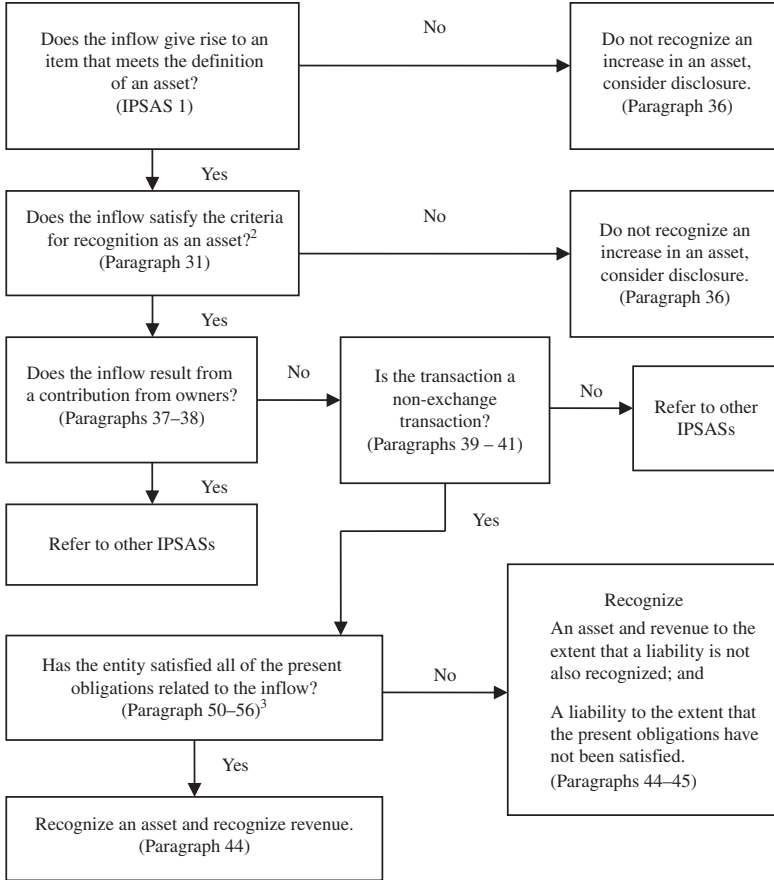 Does the inflow give rise to an
item that meets the definition
of an asset?
(IPSAS 1)
No
Do not recognize an
increase in an asset,
consider disclosure.
(Paragraph 36)
Yes
Does the inflow satisfy the criteria
for recognition as an asset?²
(Paragraph 31)
No
Do not recognize an
increase in an asset,
consider disclosure.
(Paragraph 36)
Yes
Does the inflow result from
a contribution from owners?
(Paragraphs 37–38)
No
Is the transaction a
non-exchange
transaction?
(Paragraphs 39 – 41)
No
Refer to other
IPSASs
Yes
Refer to other IPSASs
Yes
Has the entity satisfied all of the present
obligations related to the inflow?
(Paragraph 50–56)³
No
Recognize
An asset and revenue to the
extent that a liability is not
also recognized; and
A liability to the extent that
the present obligations have
not been satisfied.
(Paragraphs 44–45)
Yes
Recognize an asset and recognize revenue.
(Paragraph 44)